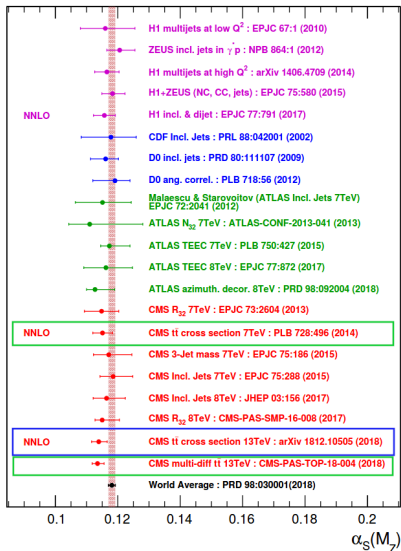 H1 multijets at low Q² : EPJC 67:1 (2010)
ZEUS incl. jets in γ*p : NPB 864:1 (2012)
H1 multijets at high Q² : arXiv 1406.4709 (2014)
H1+ZEUS (NC, CC, jets) : EPJC 75:580 (2015)
NNLO H1 incl. & dijet : EPJC 77:791 (2017)
CDF Incl. Jets : PRL 88:042001 (2002)
D0 incl. jets : PRD 80:111107 (2009)
D0 ang. correl. : PLB 718:56 (2012)
Malaescu & Starovoitov (ATLAS Incl. Jets 7TeV)
EPJC 72:2041 (2012)
ATLAS N₃₂ 7TeV : ATLAS-CONF-2013-041 (2013)
ATLAS TEEC 7TeV : PLB 750:427 (2015)
ATLAS TEEC 8TeV : EPJC 77:872 (2017)
ATLAS azimuth. decor. 8TeV : PRD 98:092004 (2018)
CMS R₃₂ 7TeV : EPJC 73:2604 (2013)
NNLO CMS tt̄ cross section 7TeV : PLB 728:496 (2014)
CMS 3-Jet mass 7TeV : EPJC 75:186 (2015)
CMS Incl. Jets 7TeV : EPJC 75:288 (2015)
CMS Incl. Jets 8TeV : JHEP 03:156 (2017)
CMS R₃₂ 8TeV : CMS-PAS-SMP-16-008 (2017)
NNLO CMS tt̄ cross section 13TeV : arXiv 1812.10505 (2018)
CMS multi-diff tt̄ 13TeV : CMS-PAS-TOP-18-004 (2018)
World Average : PRD 98:030001(2018)
0.1 0.12 0.14 0.16 0.18 0.2
α_S(M_Z)